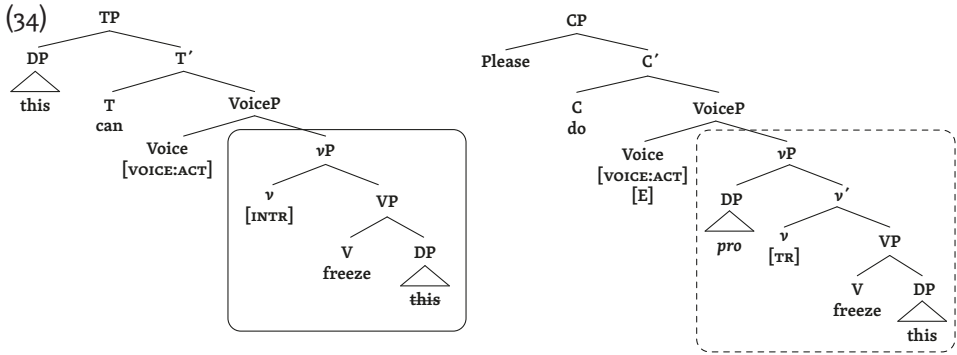 (34)
TP
DP T′
this
T VoiceP
can
Voice vP
[VOICE:ACT]
v VP
[INTR]
V DP
freeze
this
CP
Please C′
C VoiceP
do
Voice vP
[VOICE:ACT]
[E]
DP v′
pro
v VP
[TR]
V DP
freeze
this